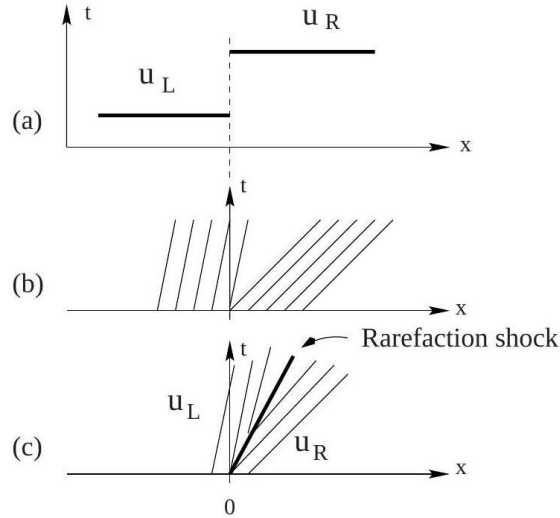 t
u R
u L
(a)
x
t
(b)
x
t
Rarefaction shock
u L
(c)
u R
x
0